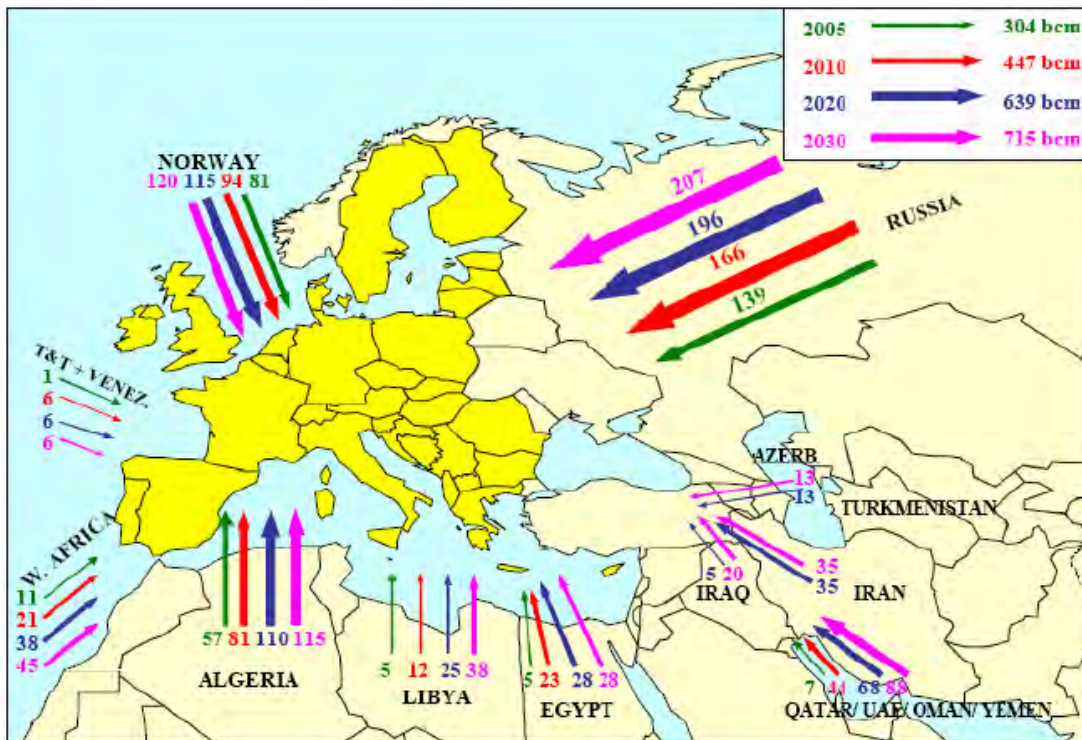 2005 304 bcm
2010 447 bcm
2020 639 bcm
2030 715 bcm
NORWAY
120 115 94 81
207
196
166
139
RUSSIA
T&T + VENEZ.
1
6
6
6
AZERB
13
13
TURKMENISTAN
W. AFRICA
11
21
38
45
35
35
IRAN
5 20
IRAQ
57 81 110 115
ALGERIA
5 12 25 38
LIBYA
5 23 28 28
EGYPT
7 44 68 88
QATAR/ UAE/ OMAN/ YEMEN